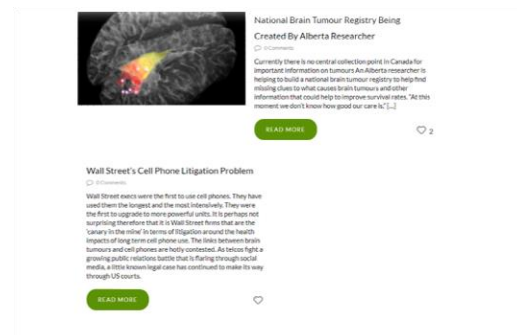 National Brain Tumour Registry Being
Created By Alberta Researcher
0 Comments
Currently there is no central collection point in Canada for
important information on tumours An Alberta researcher is
helping to build a national brain tumour registry to help find
missing clues to what causes brain tumours and other
information that could help to improve survival rates. "At this
moment we don't know how good our care is," [...]
READ MORE
2
Wall Street's Cell Phone Litigation Problem
0 Comments
Wall Street execs were the first to use cell phones. They have
used them the longest and the most intensively. They were
the first to upgrade to more powerful units. It is perhaps not
surprising therefore that it is Wall Street firms that are the
'canary in the mine' in terms of litigation around the health
impacts of long term cell phone use. The links between brain
tumours and cell phones are hotly contested. As telcos fight a
growing public relations battle that is flaring through social
media, a little known legal case has continued to make its way
through US courts.
READ MORE